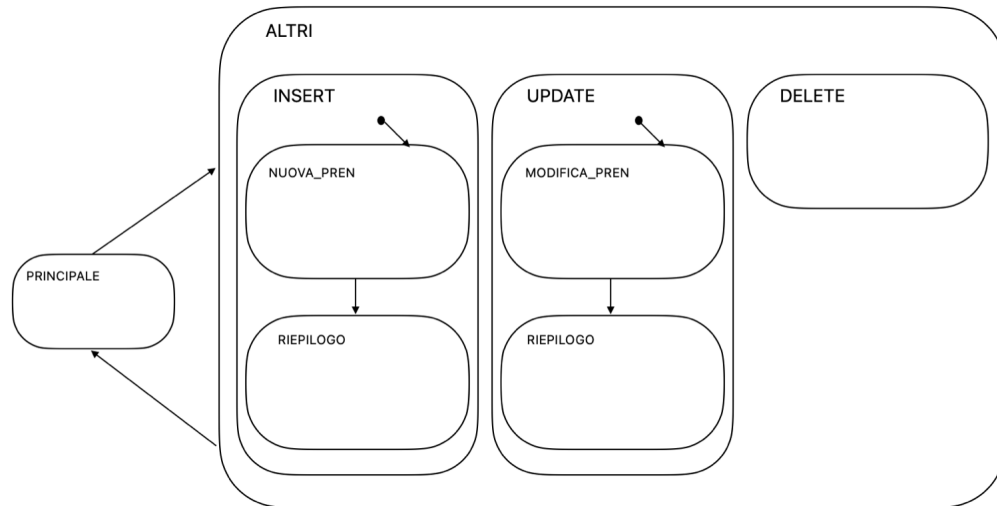 ALTRI
INSERT
UPDATE
DELETE
NUOVA_PREN
MODIFICA_PREN
PRINCIPALE
RIEPILOGO
RIEPILOGO